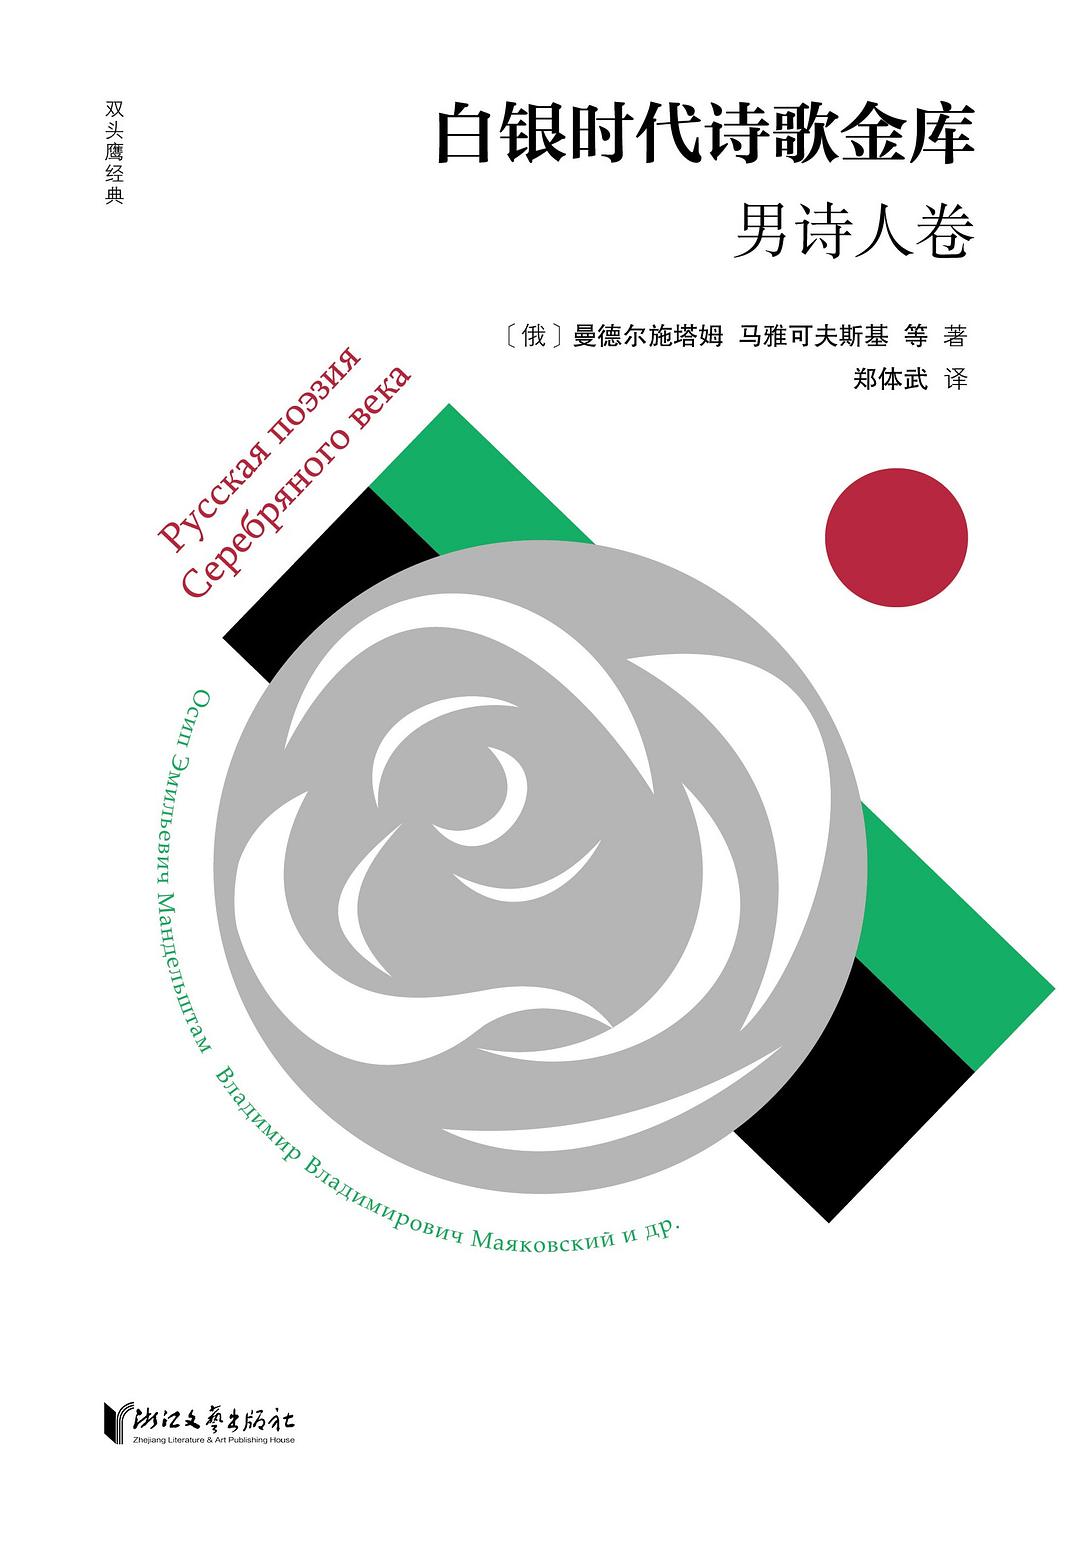 双头鹰经典
白银时代诗歌金库
男诗人卷
〔俄〕曼德尔施塔姆 马雅可夫斯基 等 著
郑体武 译
Русская поэзия
Серебряного века
Осип Эмильевич Мандельштам Владимир Владимирович Маяковский и др.
浙江文艺出版社
Zhejiang Literature & Art Publishing House